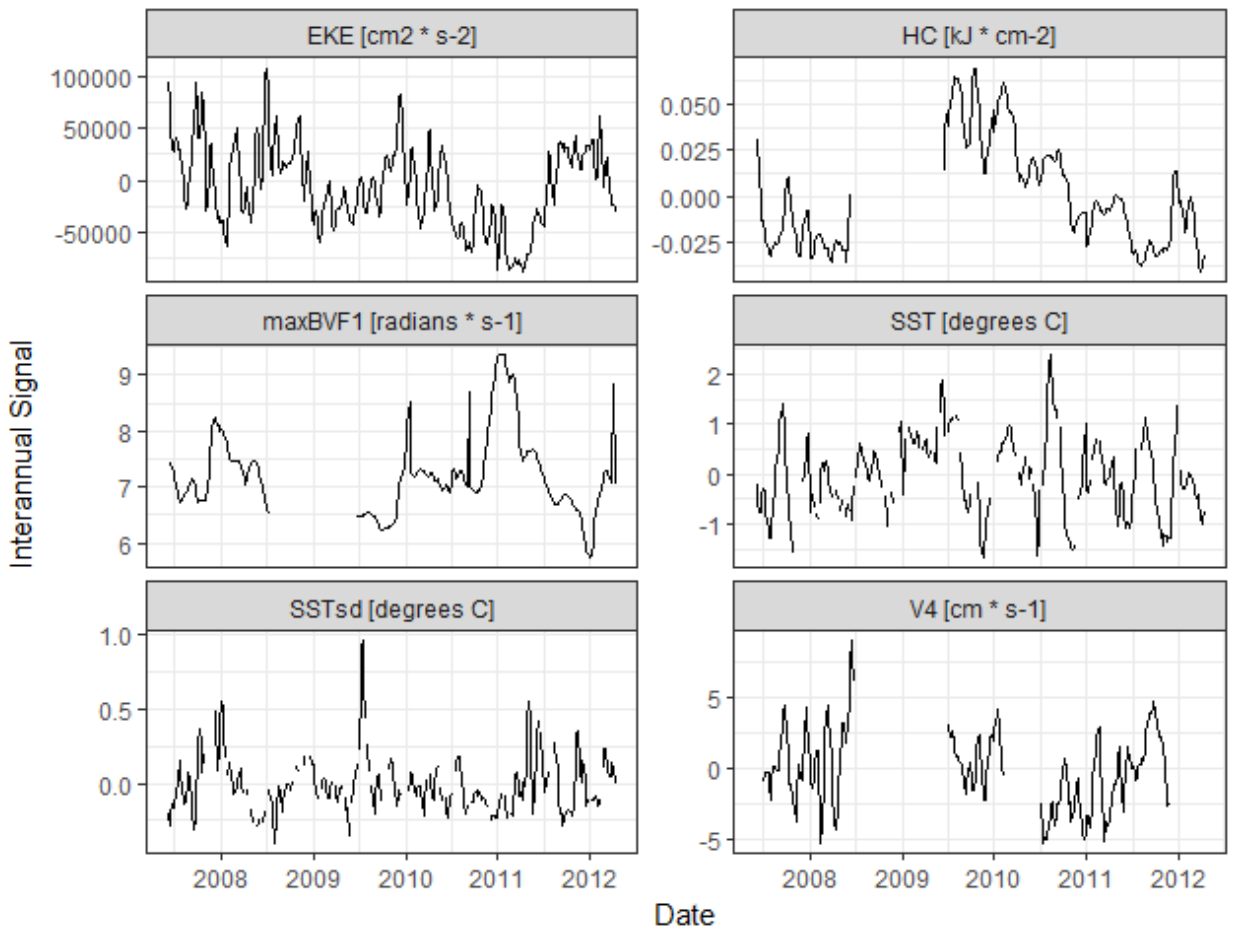 EKE [cm2 * s-2]
HC [kJ * cm-2]
100000
50000
0
-50000
0.050
0.025
0.000
-0.025
maxBVF1 [radians * s-1]
SST [degrees C]
9
8
7
6
2
1
0
-1
Interannual Signal
SSTsd [degrees C]
V4 [cm * s-1]
1.0
0.5
0.0
5
0
-5
2008 2009 2010 2011 2012
2008 2009 2010 2011 2012
Date